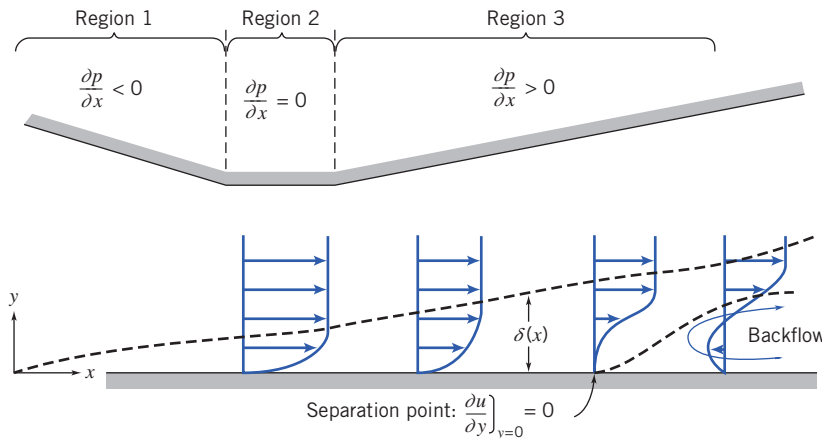 Region 1 Region 2 Region 3
∂p/∂x < 0
∂p/∂x = 0
∂p/∂x > 0
y
x
δ(x)
Backflow
Separation point: ∂u/∂y]y=0 = 0